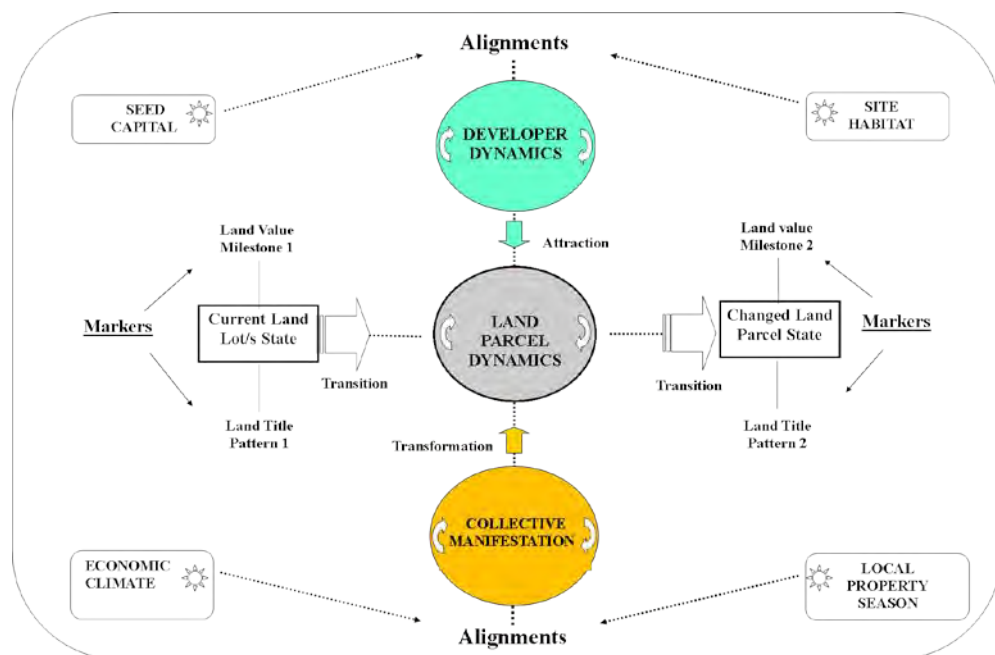 Alignments
SEED
CAPITAL
SITE
HABITAT
DEVELOPER
DYNAMICS
Attraction
Land Value
Milestone 1
Land value
Milestone 2
Markers
Current Land
Lot/s State
Transition
LAND
PARCEL
DYNAMICS
Changed Land
Parcel State
Transition
Markers
Land Title
Pattern 1
Land Title
Pattern 2
Transformation
COLLECTIVE
MANIFESTATION
ECONOMIC
CLIMATE
LOCAL
PROPERTY
SEASON
Alignments